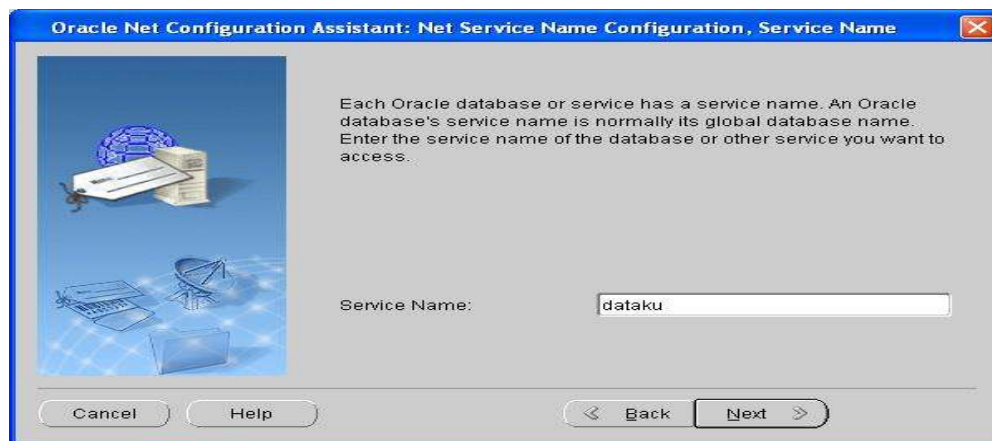 Oracle Net Configuration Assistant: Net Service Name Configuration, Service Name
Each Oracle database or service has a service name. An Oracle
database's service name is normally its global database name.
Enter the service name of the database or other service you want to
access.
Service Name:
dataku
Cancel
Help
Back
Next